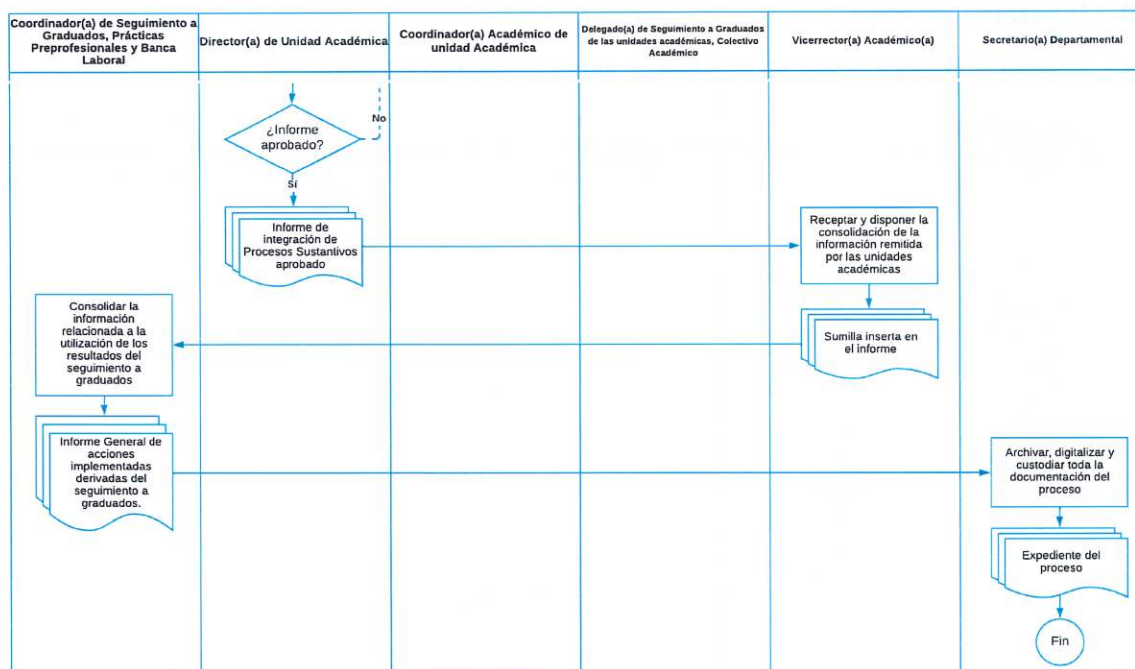 Coordinador(a) de Seguimiento a
Graduados, Prácticas
Preprofesionales y Banca
Laboral
Director(a) de Unidad Académica
Coordinador(a) Académico de
unidad Académica
Delegado(a) de Seguimiento a Graduados
de las unidades académicas, Colectivo
Académico
Vicerrector(a) Académico(a)
Secretario(a) Departamental
¿Informe
aprobado?
No
Sí
Informe de
integración de
Procesos Sustantivos
aprobado
Receptar y disponer la
consolidación de la
información remitida
por las unidades
académicas
Sumilla inserta en
el informe
Consolidar la
información
relacionada a la
utilización de los
resultados del
seguimiento a
graduados
Informe General de
acciones
implementadas
derivadas del
seguimiento a
graduados.
Archivar, digitalizar y
custodiar toda la
documentación del
proceso
Expediente del
proceso
Fin